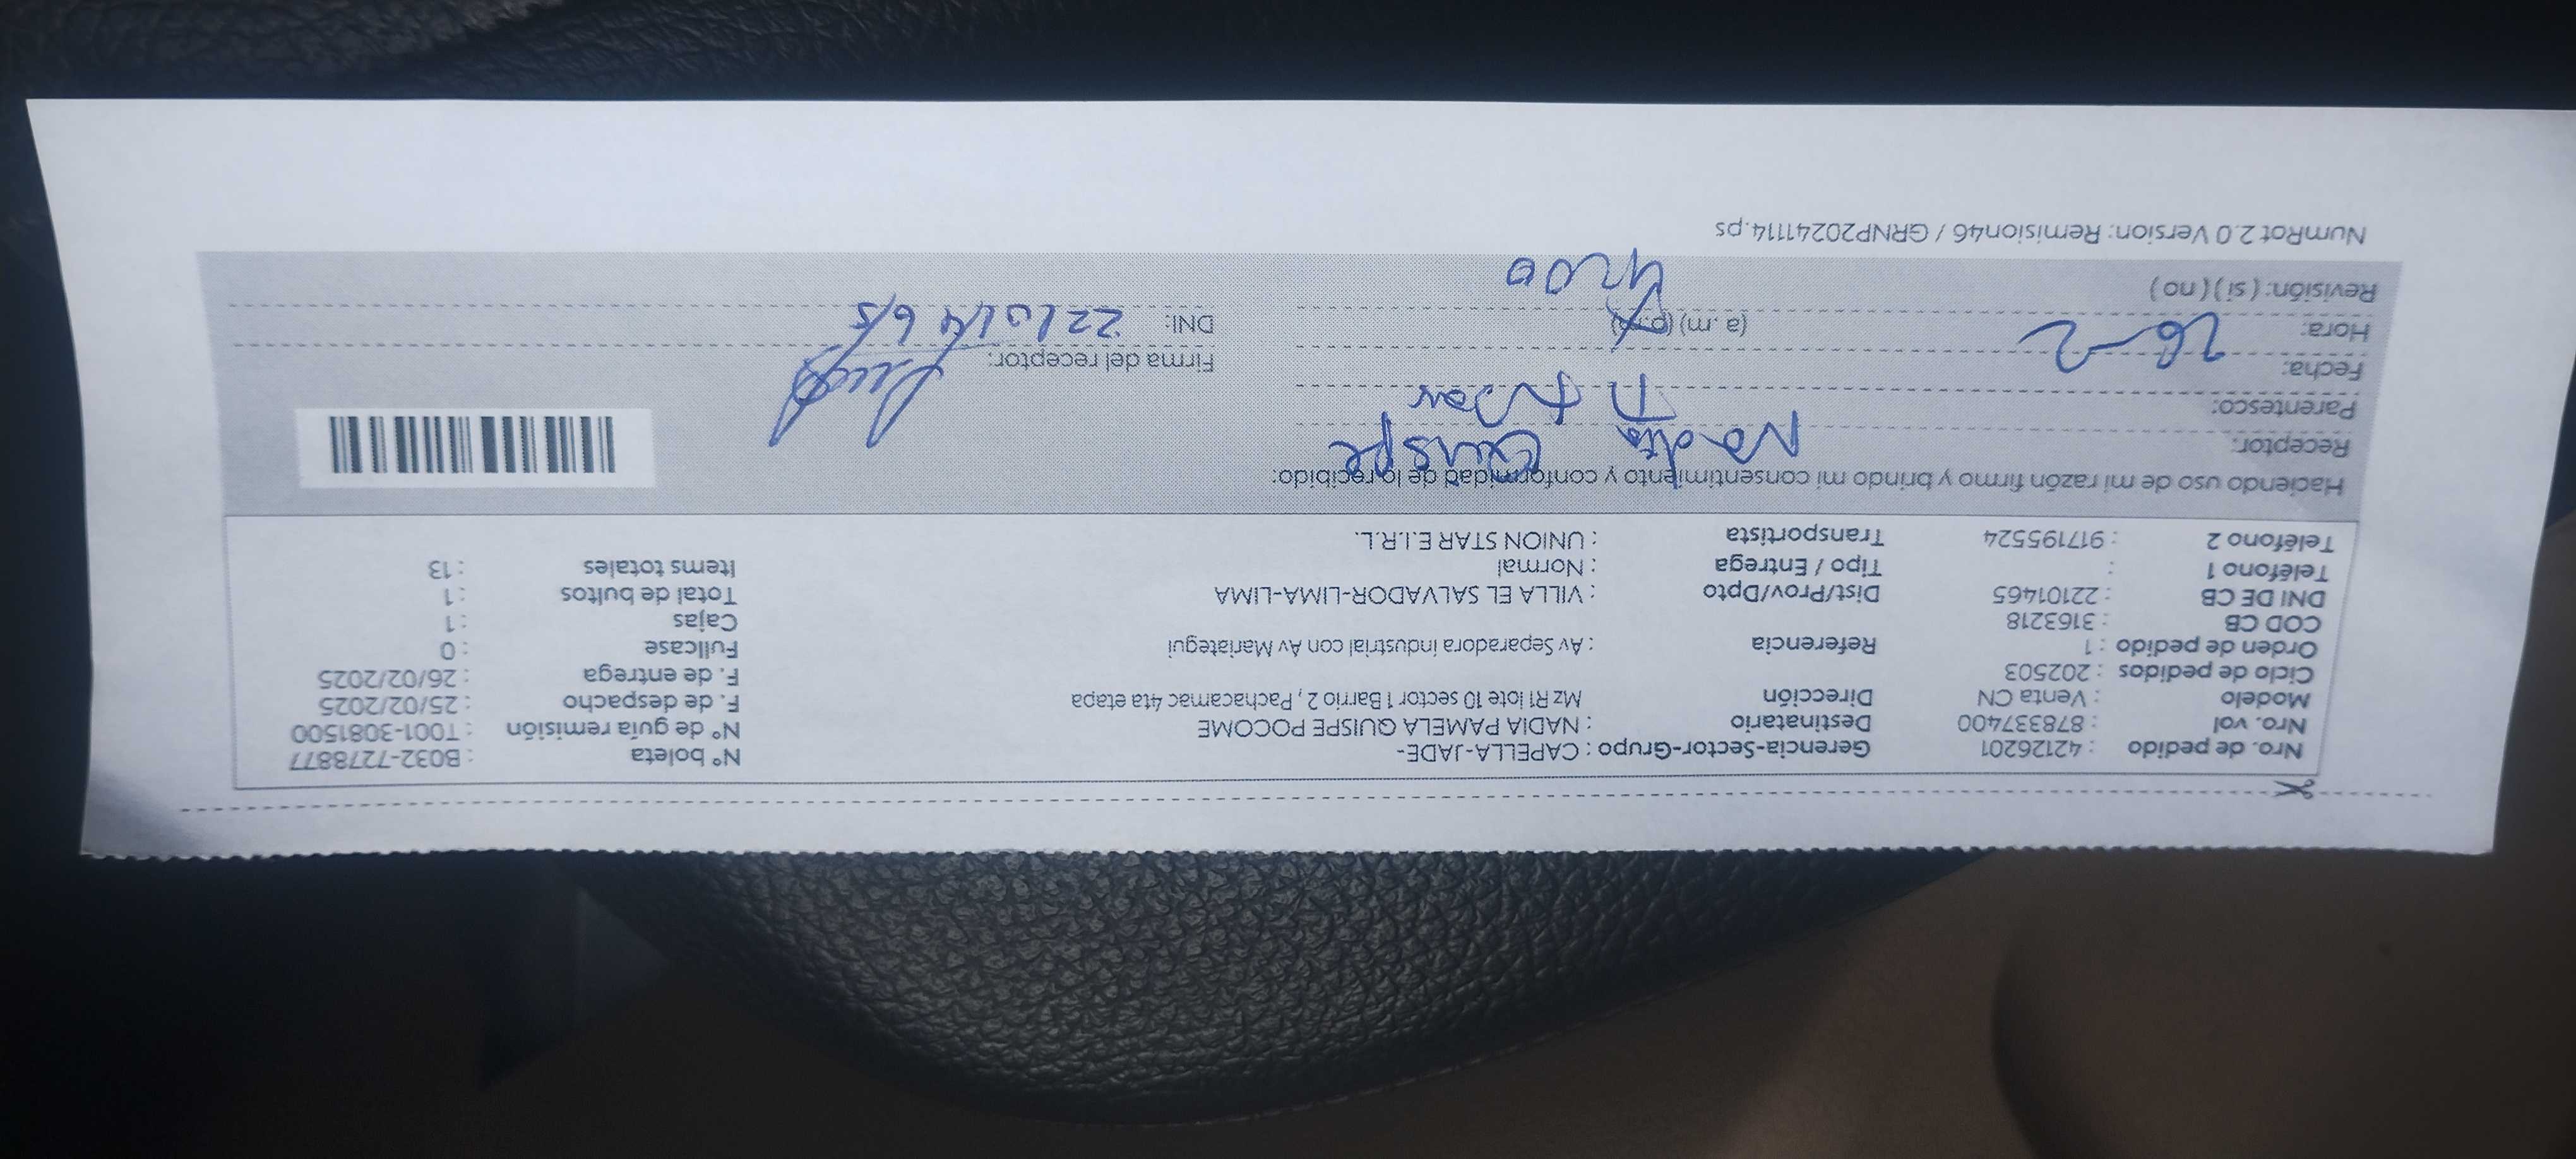 Nro. de pedido : 42126201 Gerencia-Sector-Grupo : CAPELLA-JADE- N° boleta : B032-7278877
Nro. vol : 878337400 Destinatario : NADIA PAMELA QUISPE POCOME N° de guía remisión : T001-3081500
Modelo : Venta CN Dirección Mz R1 lote 10 sector 1 Barrio 2 , Pachacamac 4ta etapa F. de despacho : 25/02/2025
Ciclo de pedidos : 202503 F. de entrega : 26/02/2025
Orden de pedido : 1 Referencia : Av Separadora industrial con Av Mariategui Fullcase : 0
COD CB : 3163218 Cajas : 1
DNI DE CB : 22101465 Dist/Prov/Dpto : VILLA EL SALVADOR-LIMA-LIMA Total de bultos : 1
Teléfono 1 : Tipo / Entrega : Normal Items totales : 13
Teléfono 2 : 917195524 Transportista : UNION STAR E.I.R.L.
Haciendo uso de mi razón firmo y brindo mi consentimiento y conformidad de lo recibido:
Receptor: Nadia Quispe
Parentesco: Titular
Fecha: 26-2 Firma del receptor:
Hora: (a.m) (p.m) DNI: 22101465
Revisión: ( si ) ( no )
NumRot 2.0 Version: Remision46 / GRNP20241114.ps